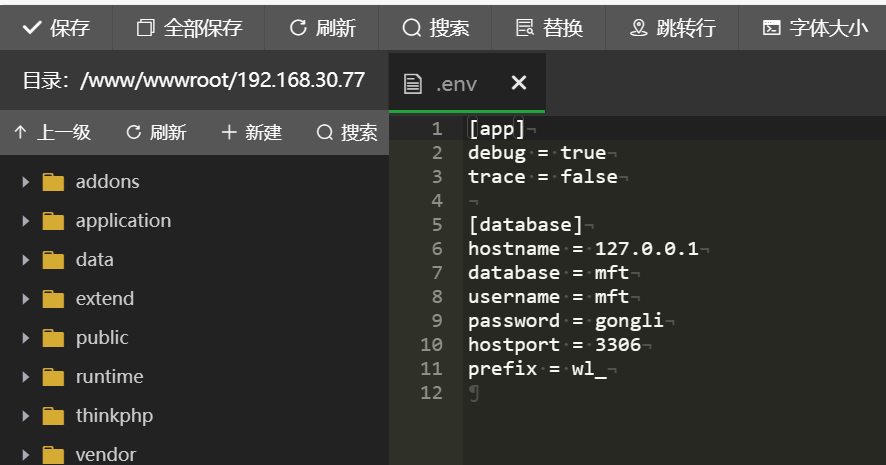 保存 全部保存 刷新 搜索 替换 跳转行 字体大小
目录：/www/wwwroot/192.168.30.77
.env
上一级 刷新 新建 搜索
addons
application
data
extend
public
runtime
thinkphp
vendor
1 [app]
2 debug = true
3 trace = false
4
5 [database]
6 hostname = 127.0.0.1
7 database = mft
8 username = mft
9 password = gongli
10 hostport = 3306
11 prefix = wl_
12